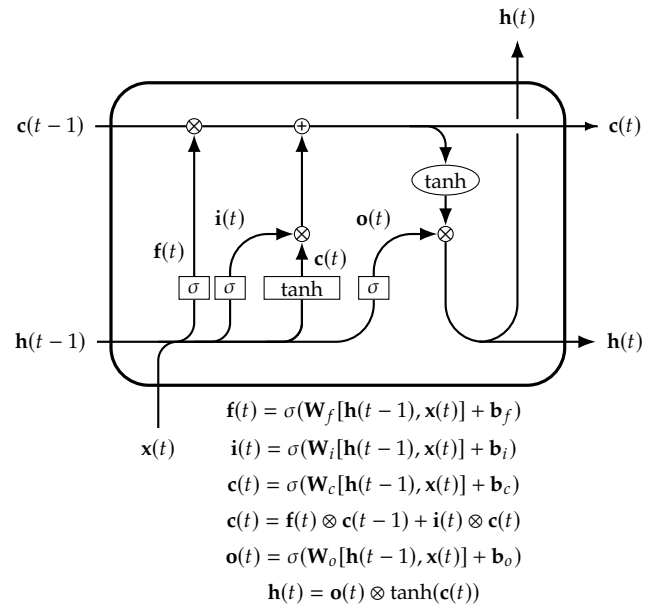 h(t)
c(t−1)
c(t)
tanh
i(t)
o(t)
f(t)
c(t)
σ
σ
tanh
σ
h(t−1)
h(t)
x(t)
f(t) = σ(W_f[h(t−1), x(t)] + b_f)
i(t) = σ(W_i[h(t−1), x(t)] + b_i)
c(t) = σ(W_c[h(t−1), x(t)] + b_c)
c(t) = f(t) ⊗ c(t−1) + i(t) ⊗ c(t)
o(t) = σ(W_o[h(t−1), x(t)] + b_o)
h(t) = o(t) ⊗ tanh(c(t))